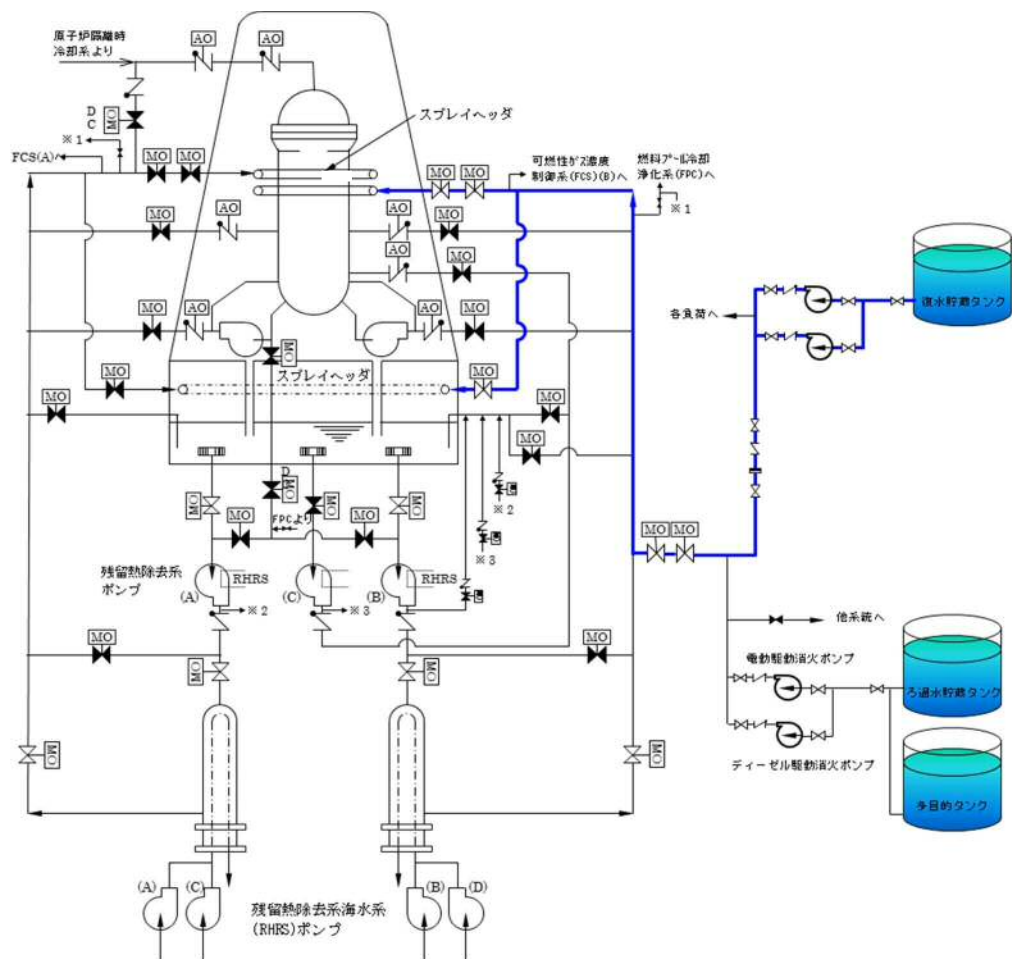 原子炉隔離時
冷却系より
AO
AO
D
C
MO
※1
FCS(A)へ
MO
MO
スプレイヘッダ
可燃性ガス濃度
制御系(FCS)(B)へ
燃料プール冷却
浄化系(FPC)へ
※1
MO
MO
MO
AO
AO
MO
AO
MO
MO
AO
AO
MO
復水貯蔵タンク
各負荷へ
MO
スプレイヘッダ
MO
MO
MO
MO
MO
D
MO
※2
※3
MO
MO
MO
MO
FPCより
MO
MO
MO
残留熱除去系
ポンプ
(A)
RHRS
(C)
(B)
RHRS
※2
※3
他系統へ
MO
MO
MO
MO
電動駆動消火ポンプ
ろ過水貯蔵タンク
MO
MO
ディーゼル駆動消火ポンプ
多目的タンク
(A)
(C)
(B)
(D)
残留熱除去系海水系
(RHRS)ポンプ